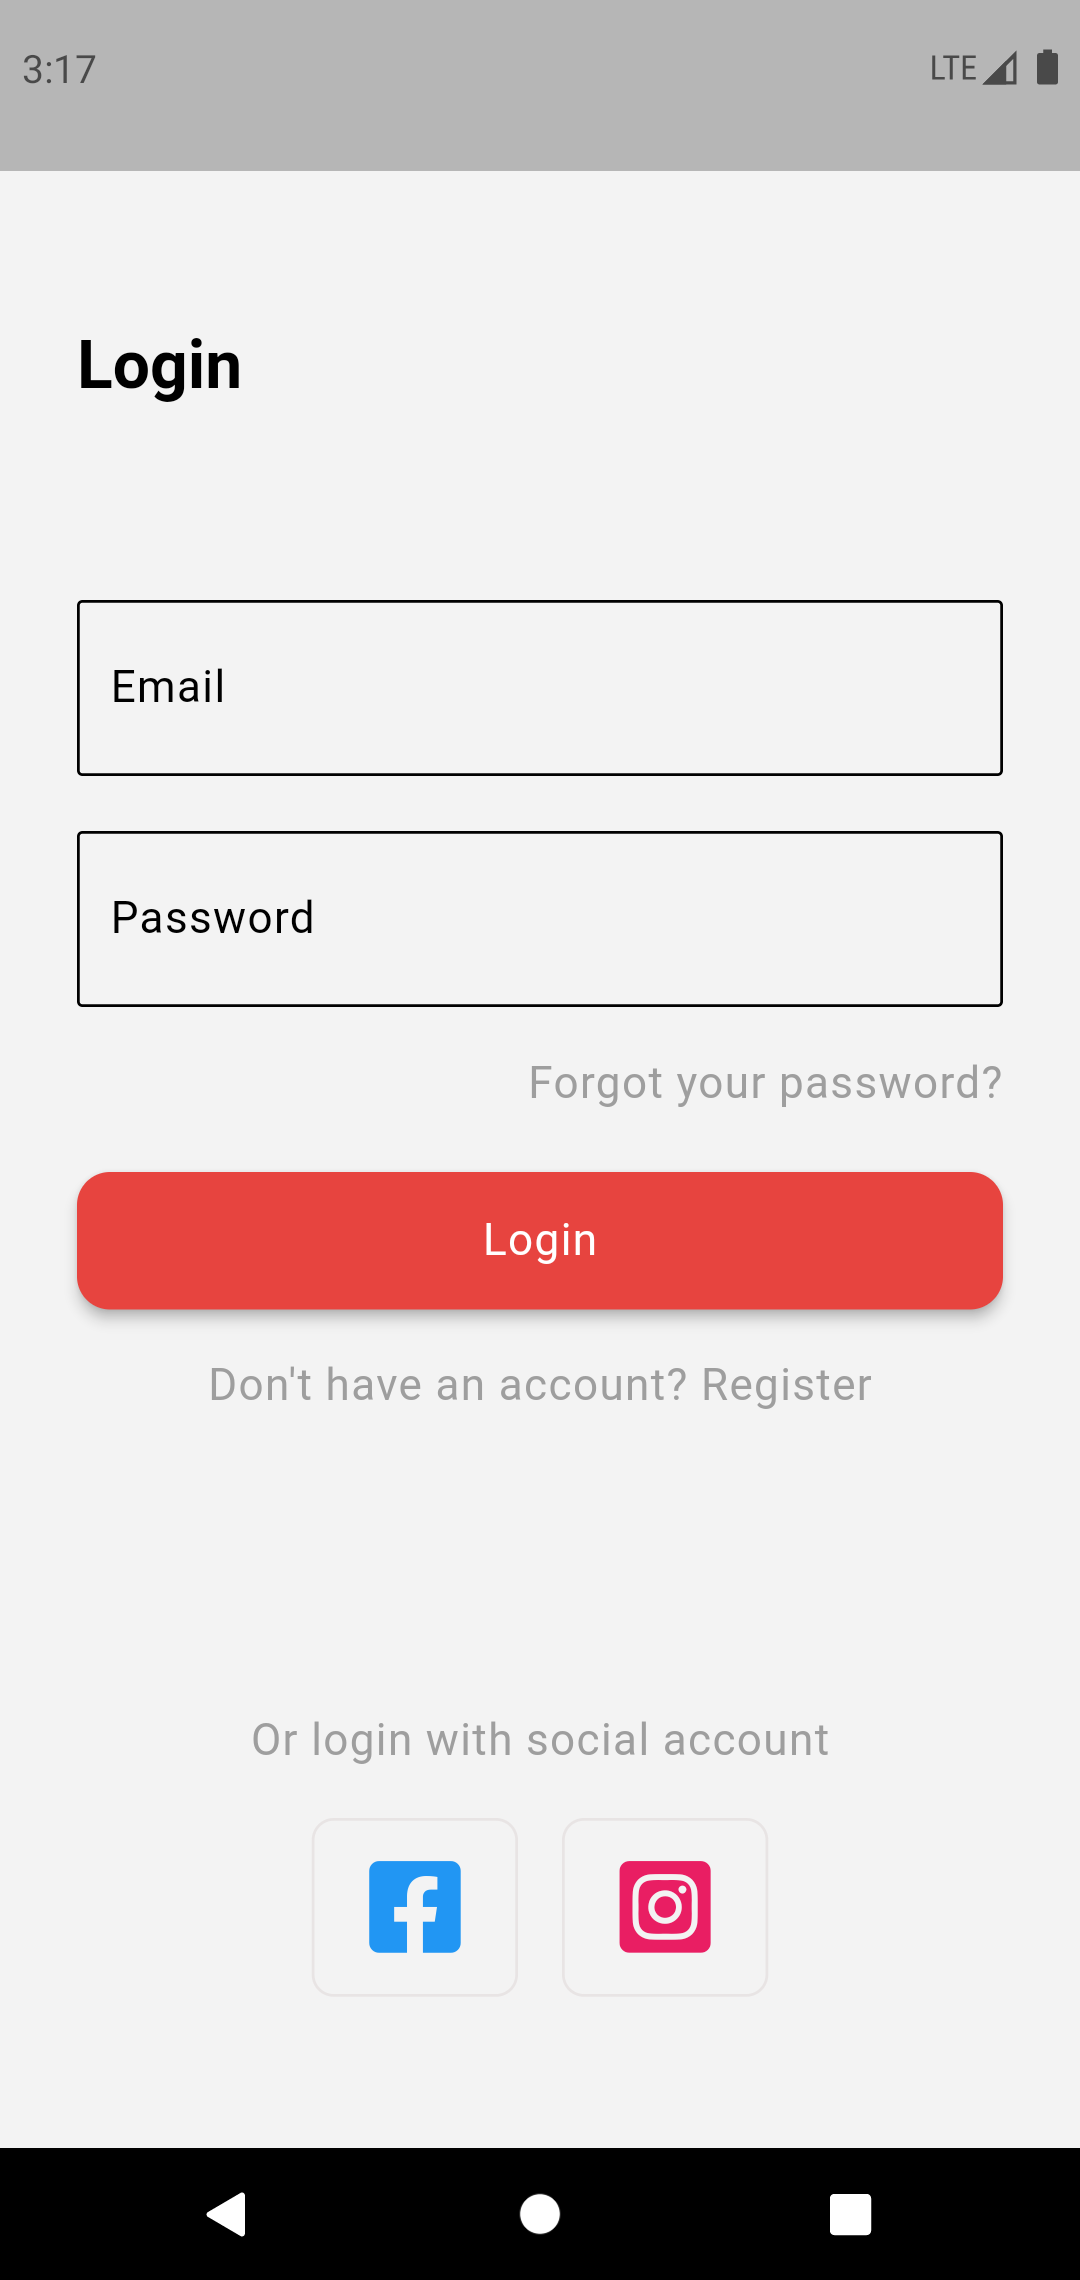 3:17 LTE
Login
Email
Password
Forgot your password?
Login
Don't have an account? Register
Or login with social account